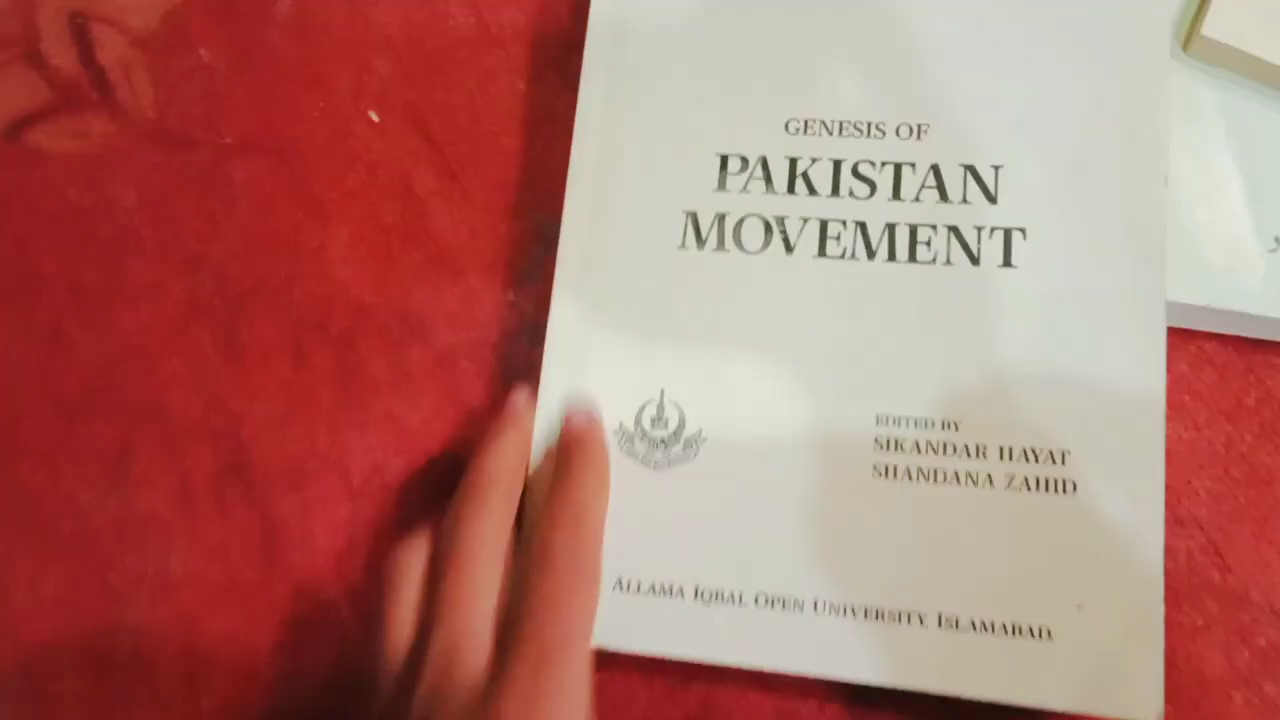 GENESIS OF
PAKISTAN
MOVEMENT
EDITED BY
SIKANDAR HAYAT
SHANDANA ZAHID
ALLAMA IQBAL OPEN UNIVERSITY, ISLAMABAD.